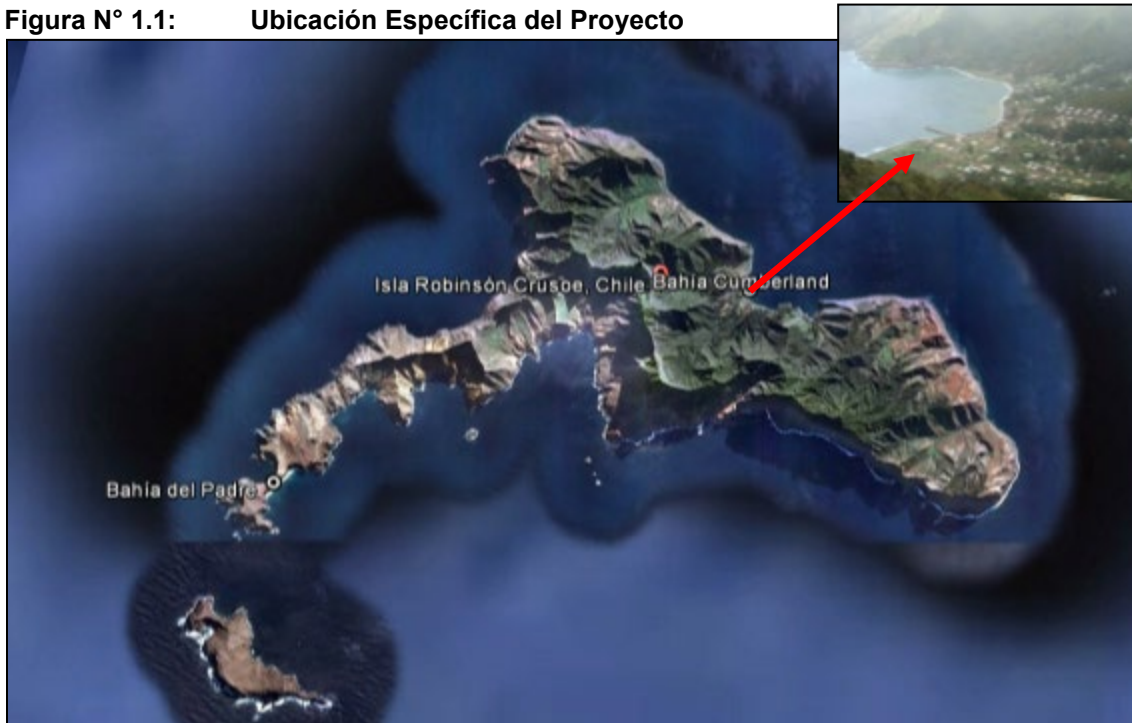 Figura N° 1.1: Ubicación Específica del Proyecto
Isla Robinsón Crusoe, Chile
Bahía Cumberland
Bahía del Padre